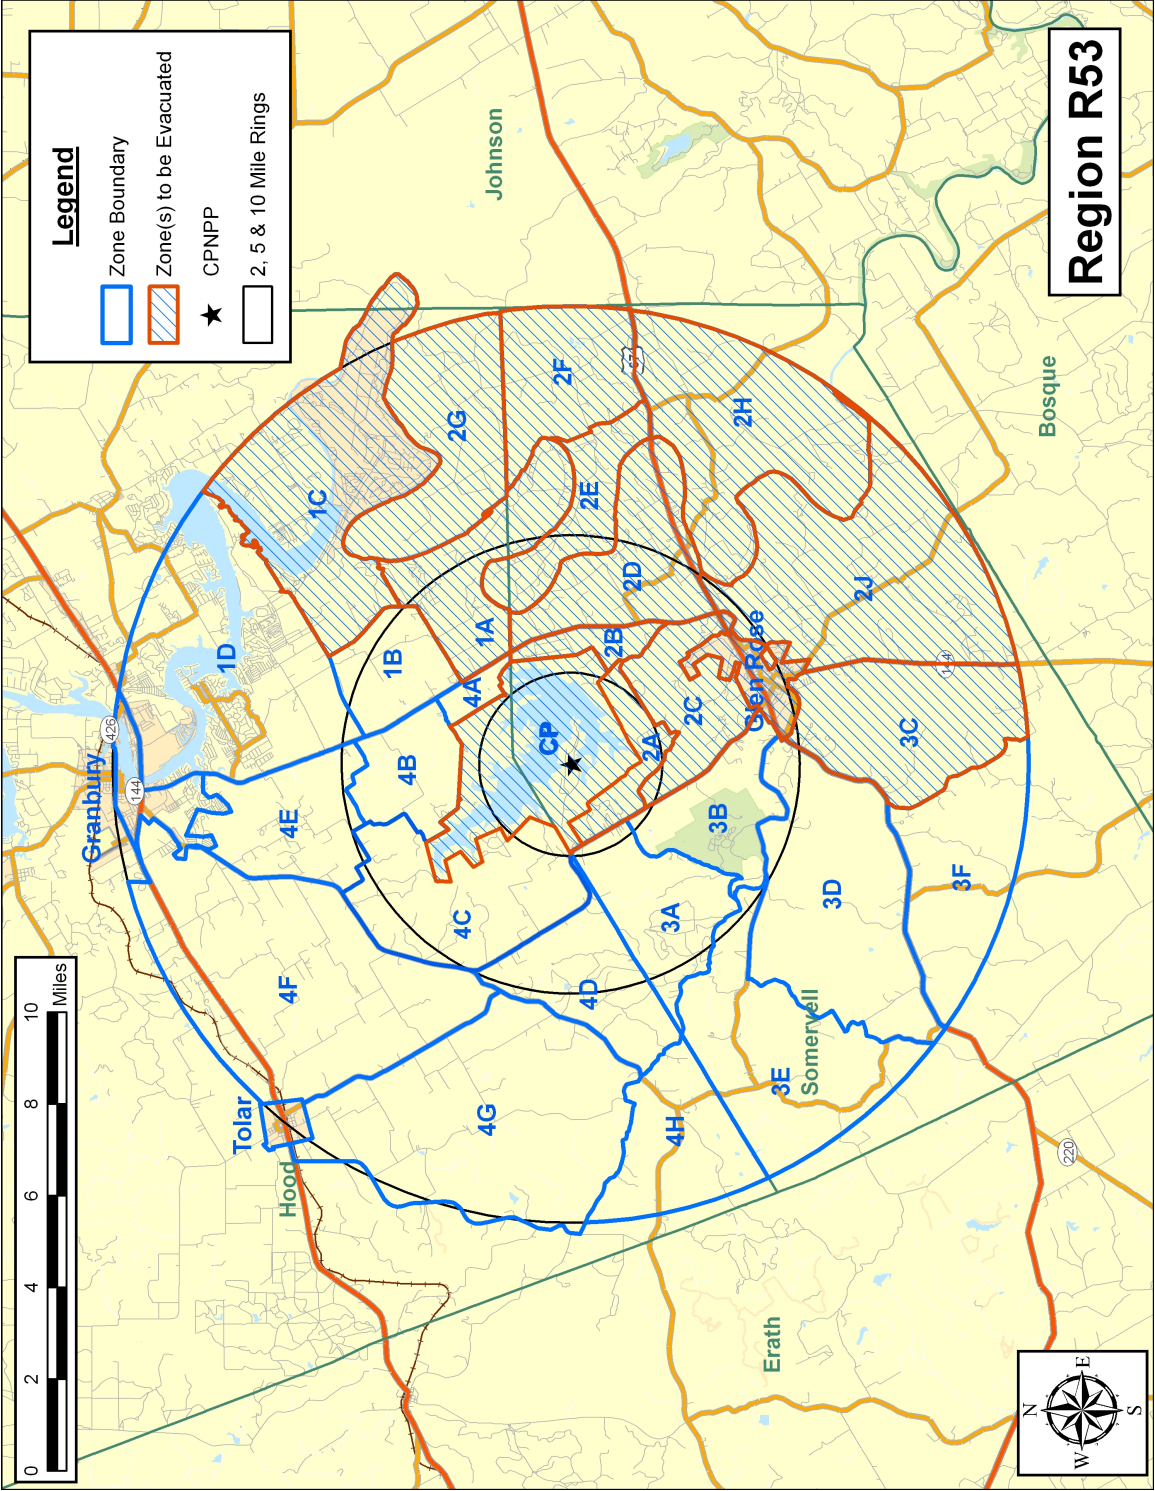 Legend
Zone Boundary
Zone(s) to be Evacuated
CPNPP
2, 5 & 10 Mile Rings
Region R53
0 2 4 6 8 10
Miles
N
W E
S
Granbury
426
144
Tolar
Hood
Johnson
Bosque
Erath
Somervell
Glen Rose
67
144
220
CP
1A
1B
1C
1D
2A
2B
2C
2D
2E
2F
2G
2H
2J
3A
3B
3C
3D
3E
3F
4A
4B
4C
4D
4E
4F
4G
4H